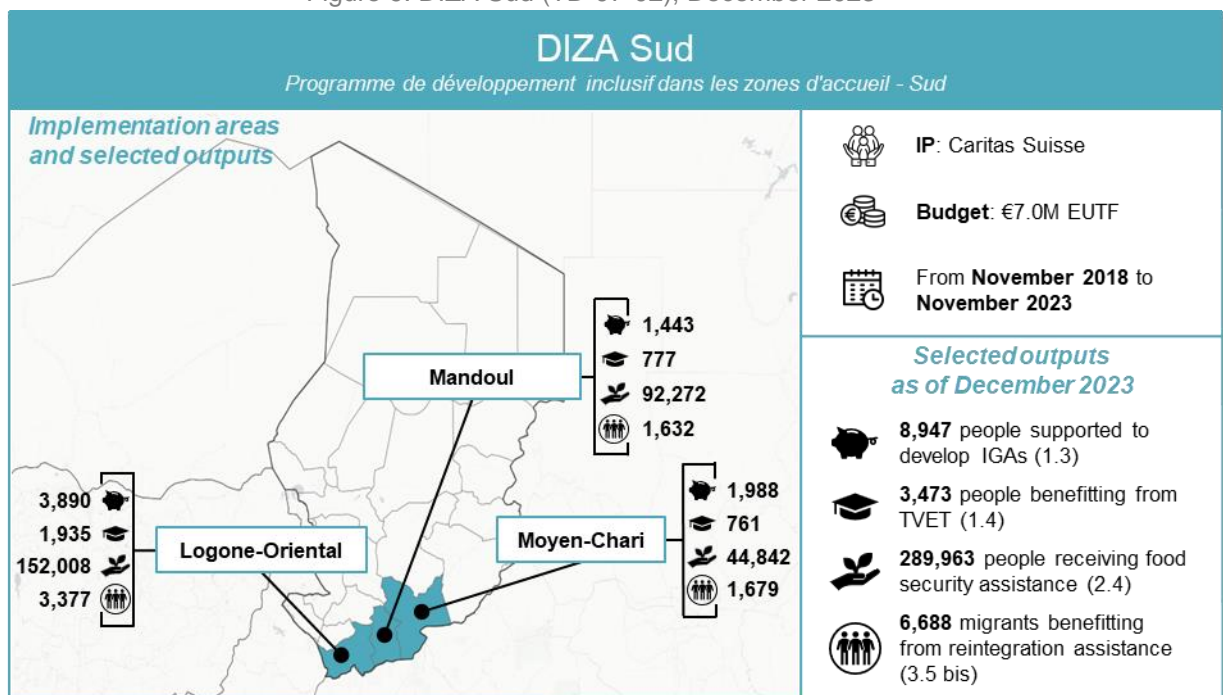 DIZA Sud
Programme de développement inclusif dans les zones d'accueil - Sud
Implementation areas
and selected outputs
Mandoul
1,443
777
92,272
1,632
3,890
1,935
152,008
3,377
Logone-Oriental
Moyen-Chari
1,988
761
44,842
1,679
IP: Caritas Suisse
Budget: €7.0M EUTF
From November 2018 to
November 2023
Selected outputs
as of December 2023
8,947 people supported to
develop IGAs (1.3)
3,473 people benefitting from
TVET (1.4)
289,963 people receiving food
security assistance (2.4)
6,688 migrants benefitting
from reintegration assistance
(3.5 bis)